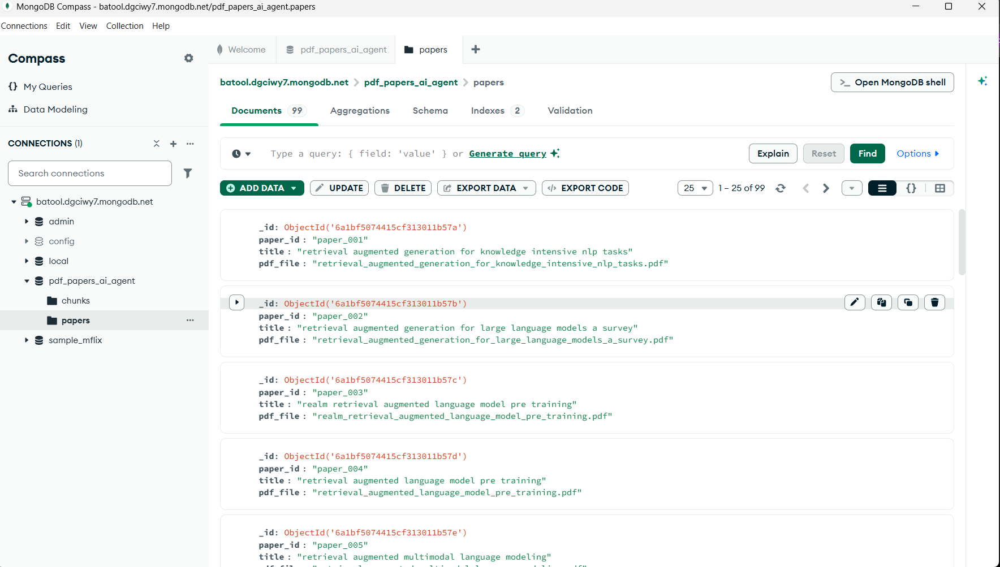 MongoDB Compass - batool.dgciwy7.mongodb.net/pdf_papers_ai_agent.papers
Connections Edit View Collection Help
Compass
My Queries
Data Modeling
CONNECTIONS (1)
Search connections
batool.dgciwy7.mongodb.net
admin
config
local
pdf_papers_ai_agent
chunks
papers
sample_mflix
Welcome pdf_papers_ai_agent papers
batool.dgciwy7.mongodb.net > pdf_papers_ai_agent > papers
>_ Open MongoDB shell
Documents 99 Aggregations Schema Indexes 2 Validation
Type a query: { field: 'value' } or Generate query
Explain Reset Find Options
ADD DATA UPDATE DELETE EXPORT DATA </> EXPORT CODE
25 1 – 25 of 99 {}
_id: ObjectId('6a1bf5074415cf313011b57a')
paper_id : "paper_001"
title : "retrieval augmented generation for knowledge intensive nlp tasks"
pdf_file : "retrieval_augmented_generation_for_knowledge_intensive_nlp_tasks.pdf"
_id: ObjectId('6a1bf5074415cf313011b57b')
paper_id : "paper_002"
title : "retrieval augmented generation for large language models a survey"
pdf_file : "retrieval_augmented_generation_for_large_language_models_a_survey.pdf"
_id: ObjectId('6a1bf5074415cf313011b57c')
paper_id : "paper_003"
title : "realm retrieval augmented language model pre training"
pdf_file : "realm_retrieval_augmented_language_model_pre_training.pdf"
_id: ObjectId('6a1bf5074415cf313011b57d')
paper_id : "paper_004"
title : "retrieval augmented language model pre training"
pdf_file : "retrieval_augmented_language_model_pre_training.pdf"
_id: ObjectId('6a1bf5074415cf313011b57e')
paper_id : "paper_005"
title : "retrieval augmented multimodal language modeling"